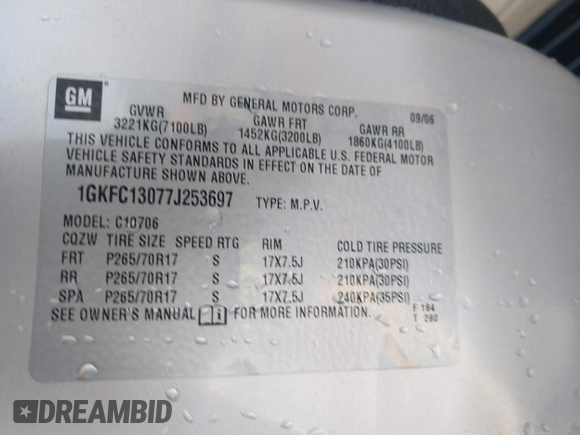 GM
MFD BY GENERAL MOTORS CORP. 09/06
GVWR GAWR FRT GAWR RR
3221KG(7100LB) 1452KG(3200LB) 1860KG(4100LB)
THIS VEHICLE CONFORMS TO ALL APPLICABLE U.S. FEDERAL MOTOR
VEHICLE SAFETY STANDARDS IN EFFECT ON THE DATE OF
MANUFACTURE SHOWN ABOVE.
1GKFC13077J253697 TYPE: M.P.V.
MODEL: C10706
CQZW TIRE SIZE SPEED RTG RIM COLD TIRE PRESSURE
FRT P265/70R17 S 17X7.5J 210KPA(30PSI)
RR P265/70R17 S 17X7.5J 210KPA(30PSI)
SPA P265/70R17 S 17X7.5J 240KPA(35PSI)
SEE OWNER'S MANUAL i FOR MORE INFORMATION.
F 184
T 280
DREAMBID